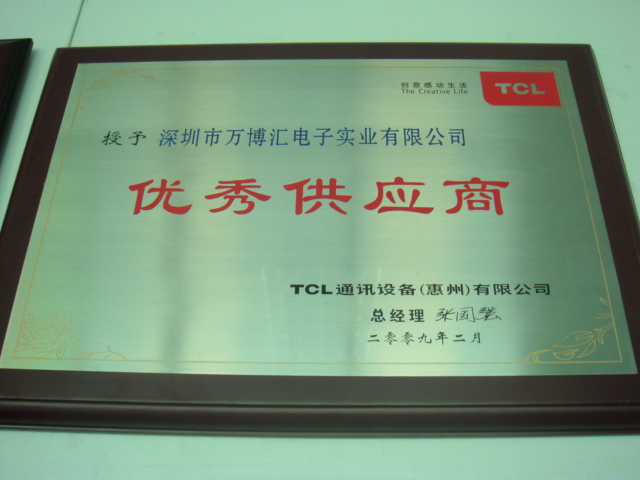 创意感动生活
The Creative Life
TCL
授予 深圳市万博汇电子实业有限公司
优秀供应商
TCL通讯设备(惠州)有限公司
总经理
二零零九年二月